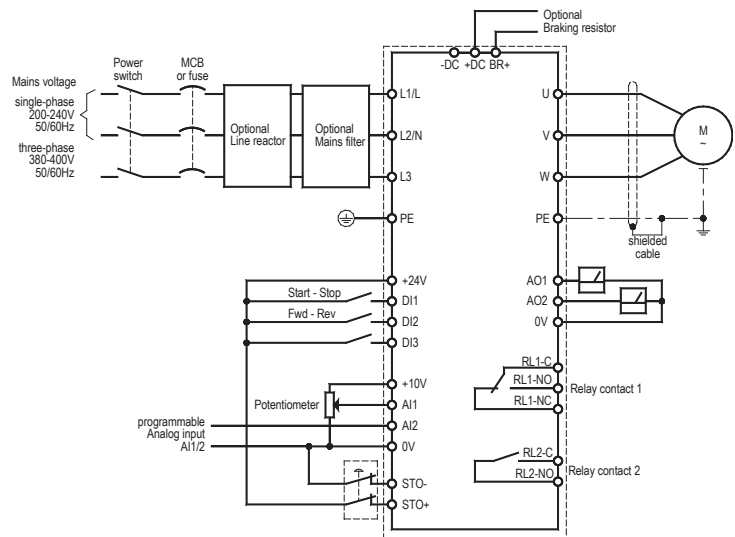 Optional
Braking resistor
-DC +DC BR+
Power
switch
MCB
or fuse
Mains voltage
single-phase
200-240V
50/60Hz
three-phase
380-400V
50/60Hz
Optional
Line reactor
Optional
Mains filter
L1/L
L2/N
L3
PE
U
V
W
PE
M
~
shielded
cable
+24V
Start - Stop
DI1
Fwd - Rev
DI2
DI3
+10V
Potentiometer
AI1
programmable
Analog input
AI1/2
AI2
0V
STO-
STO+
AO1
AO2
0V
RL1-C
RL1-NO
RL1-NC
Relay contact 1
RL2-C
RL2-NO
Relay contact 2